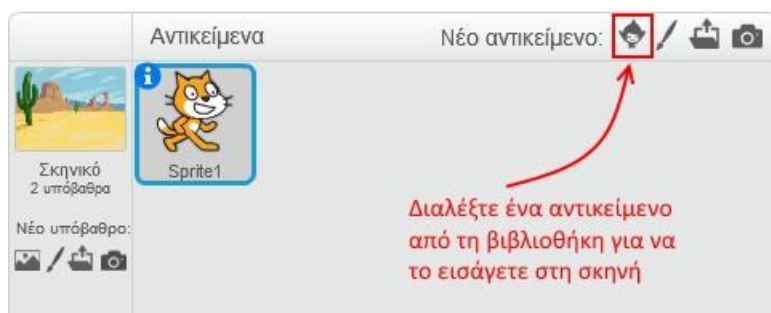 Αντικείμενα
Νέο αντικείμενο:
Sprite1
Σκηνικό
2 υπόβαθρα
Νέο υπόβαθρο:
Διαλέξτε ένα αντικείμενο
από τη βιβλιοθήκη για να
το εισάγετε στη σκηνή